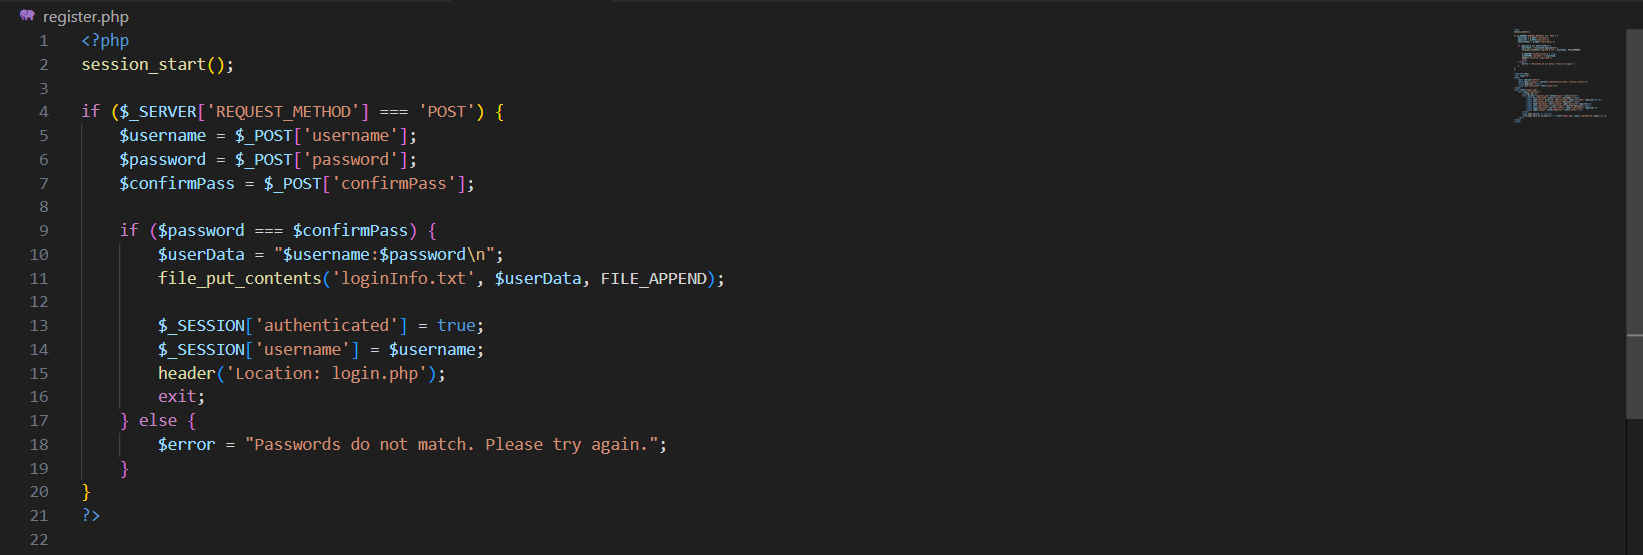 register.php
1 <?php
2 session_start();
3
4 if ($_SERVER['REQUEST_METHOD'] === 'POST') {
5 $username = $_POST['username'];
6 $password = $_POST['password'];
7 $confirmPass = $_POST['confirmPass'];
8
9 if ($password === $confirmPass) {
10 $userData = "$username:$password\n";
11 file_put_contents('loginInfo.txt', $userData, FILE_APPEND);
12
13 $_SESSION['authenticated'] = true;
14 $_SESSION['username'] = $username;
15 header('Location: login.php');
16 exit;
17 } else {
18 $error = "Passwords do not match. Please try again.";
19 }
20 }
21 ?>
22